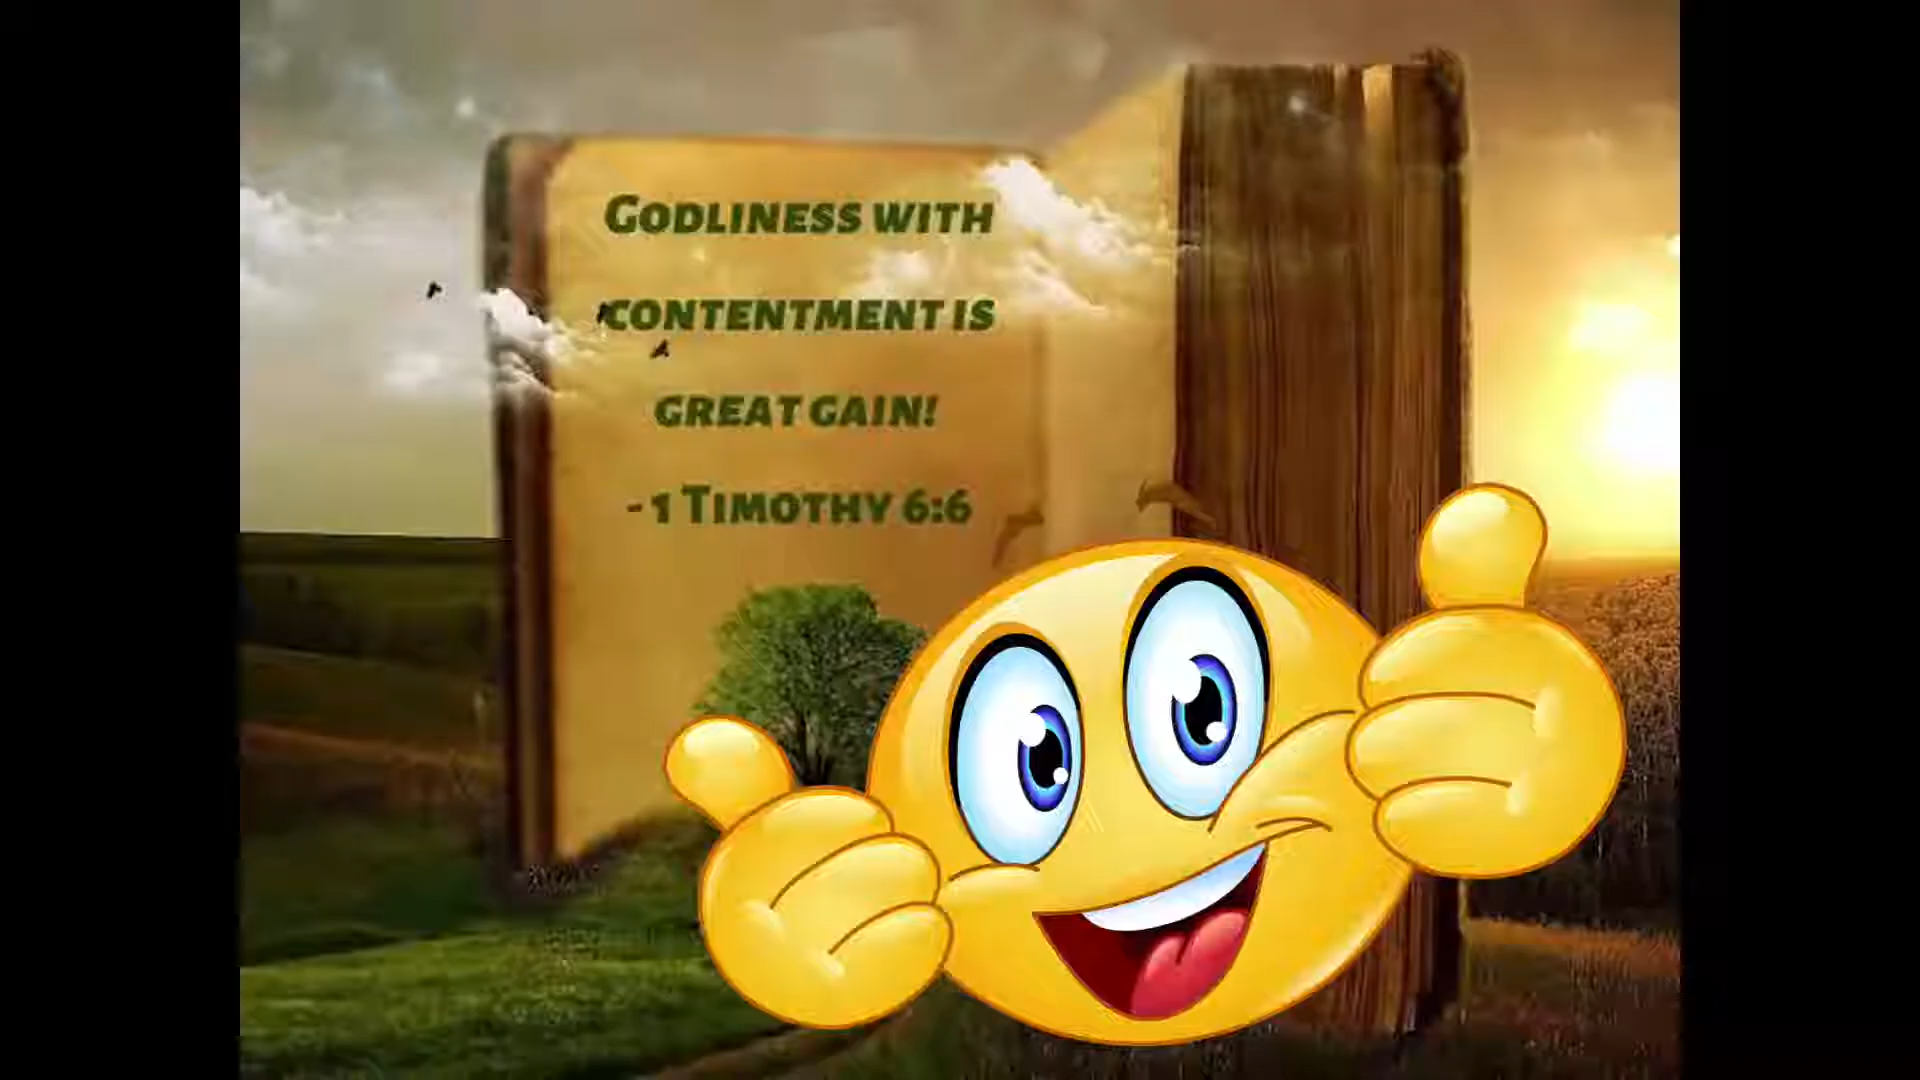 Godliness with
contentment is
great gain!
- 1 Timothy 6:6